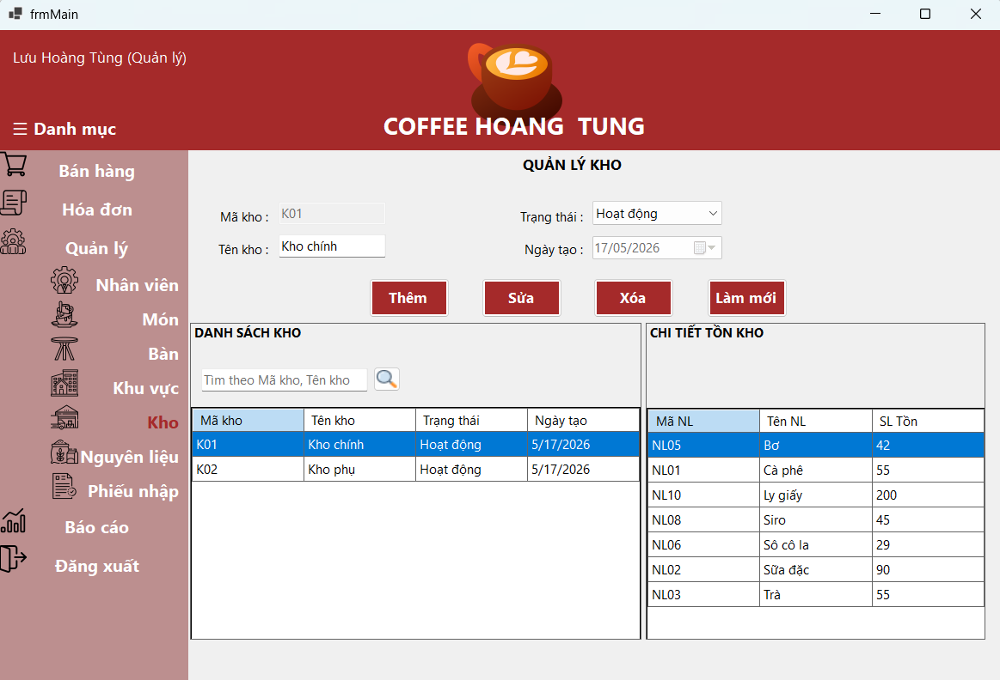 frmMain
Lưu Hoàng Tùng (Quản lý)
☰ Danh mục
COFFEE HOANG TUNG
Bán hàng
Hóa đơn
Quản lý
Nhân viên
Món
Bàn
Khu vực
Kho
Nguyên liệu
Phiếu nhập
Báo cáo
Đăng xuất
QUẢN LÝ KHO
Mã kho : K01
Trạng thái : Hoạt động
Tên kho : Kho chính
Ngày tạo : 17/05/2026
Thêm Sửa Xóa Làm mới
DANH SÁCH KHO
Tìm theo Mã kho, Tên kho
Mã kho Tên kho Trạng thái Ngày tạo
K01 Kho chính Hoạt động 5/17/2026
K02 Kho phụ Hoạt động 5/17/2026
CHI TIẾT TỒN KHO
Mã NL Tên NL SL Tồn
NL05 Bơ 42
NL01 Cà phê 55
NL10 Ly giấy 200
NL08 Siro 45
NL06 Sô cô la 29
NL02 Sữa đặc 90
NL03 Trà 55